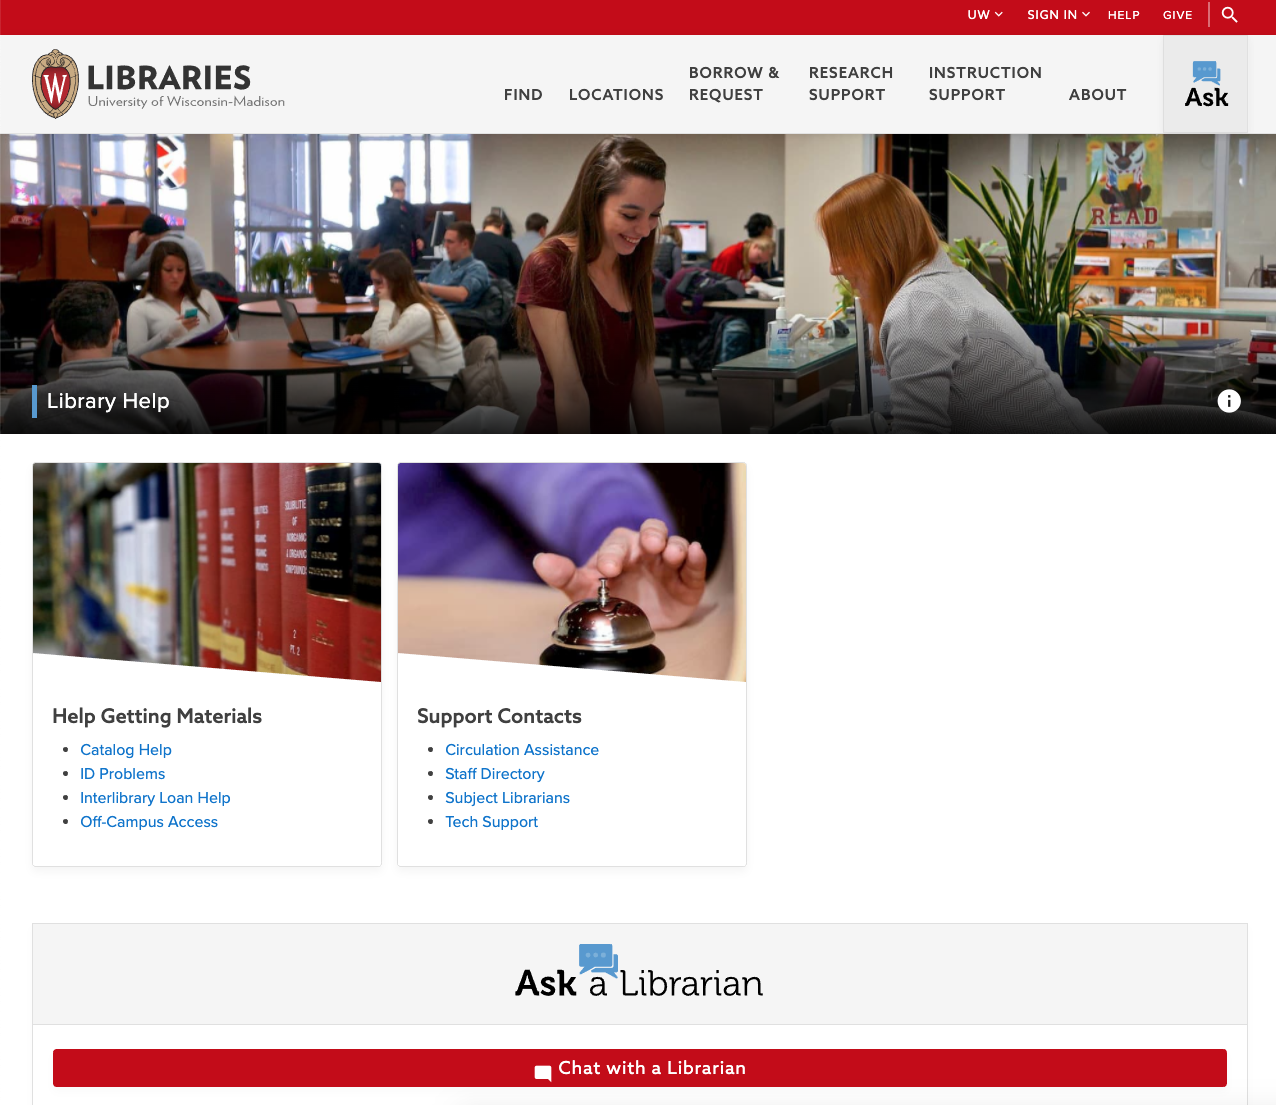 UW SIGN IN HELP GIVE
W LIBRARIES
University of Wisconsin-Madison
FIND
LOCATIONS
BORROW &
REQUEST
RESEARCH
SUPPORT
INSTRUCTION
SUPPORT
ABOUT
Ask
READ
Library Help
i
Help Getting Materials
• Catalog Help
• ID Problems
• Interlibrary Loan Help
• Off-Campus Access
Support Contacts
• Circulation Assistance
• Staff Directory
• Subject Librarians
• Tech Support
Ask a Librarian
Chat with a Librarian